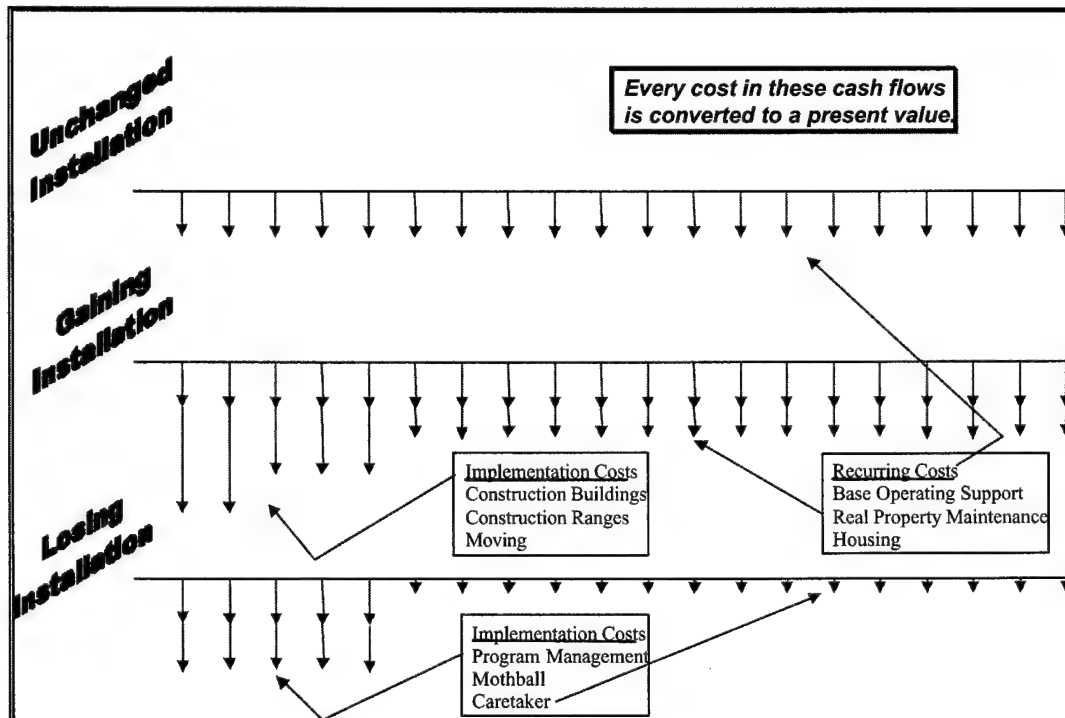 Unchanged
Installation
Every cost in these cash flows
is converted to a present value.
Gaining
Installation
Implementation Costs
Construction Buildings
Construction Ranges
Moving
Recurring Costs
Base Operating Support
Real Property Maintenance
Housing
Losing
Installation
Implementation Costs
Program Management
Mothball
Caretaker